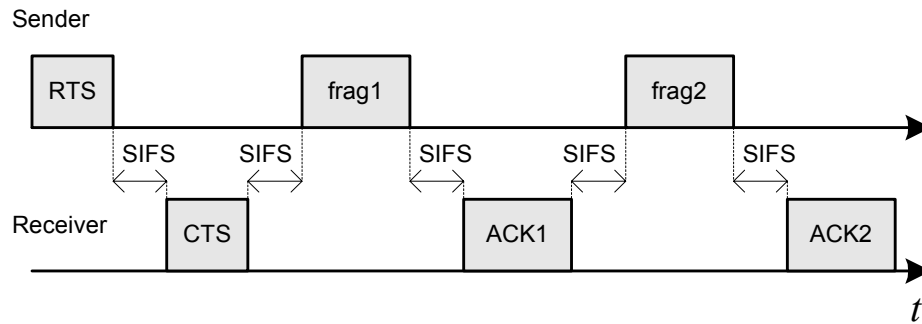 Sender
RTS frag1 frag2
SIFS SIFS SIFS SIFS SIFS
Receiver CTS ACK1 ACK2
t